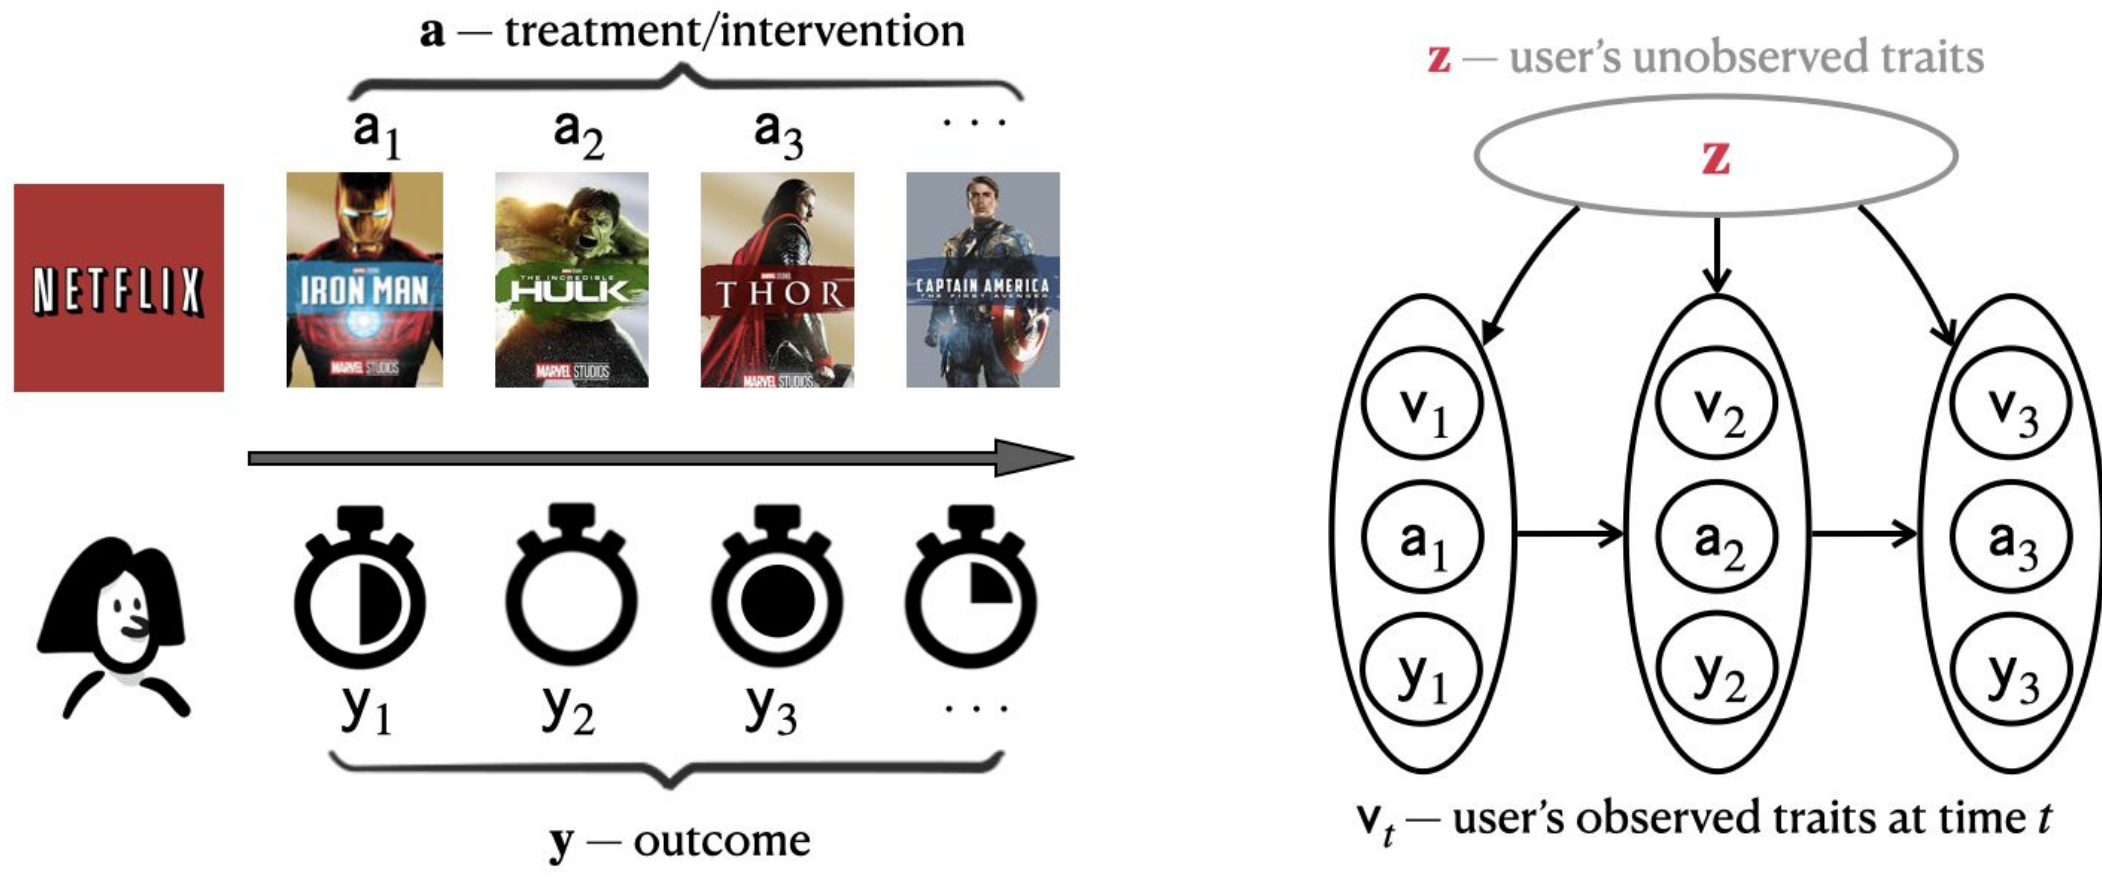 a — treatment/intervention
a1 a2 a3 ...
NETFLIX
IRON MAN
MARVEL STUDIOS
THE INCREDIBLE
HULK
MARVEL STUDIOS
THOR
MARVEL STUDIOS
CAPTAIN AMERICA
THE FIRST AVENGER
y1 y2 y3 ...
y — outcome
z — user's unobserved traits
z
v1 v2 v3
a1 a2 a3
y1 y2 y3
vt — user's observed traits at time t